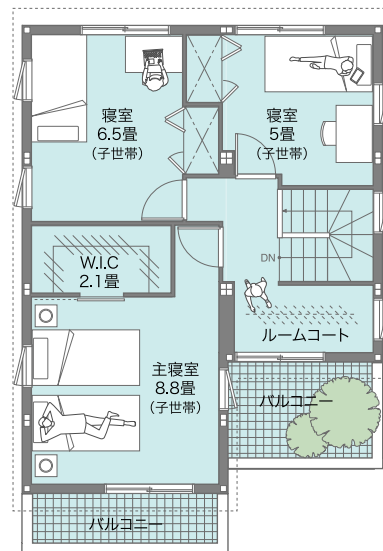 寝室
6.5畳
(子世帯)
寝室
5畳
(子世帯)
W.I.C
2.1畳
DN
ルームコート
主寝室
8.8畳
(子世帯)
バルコニー
バルコニー